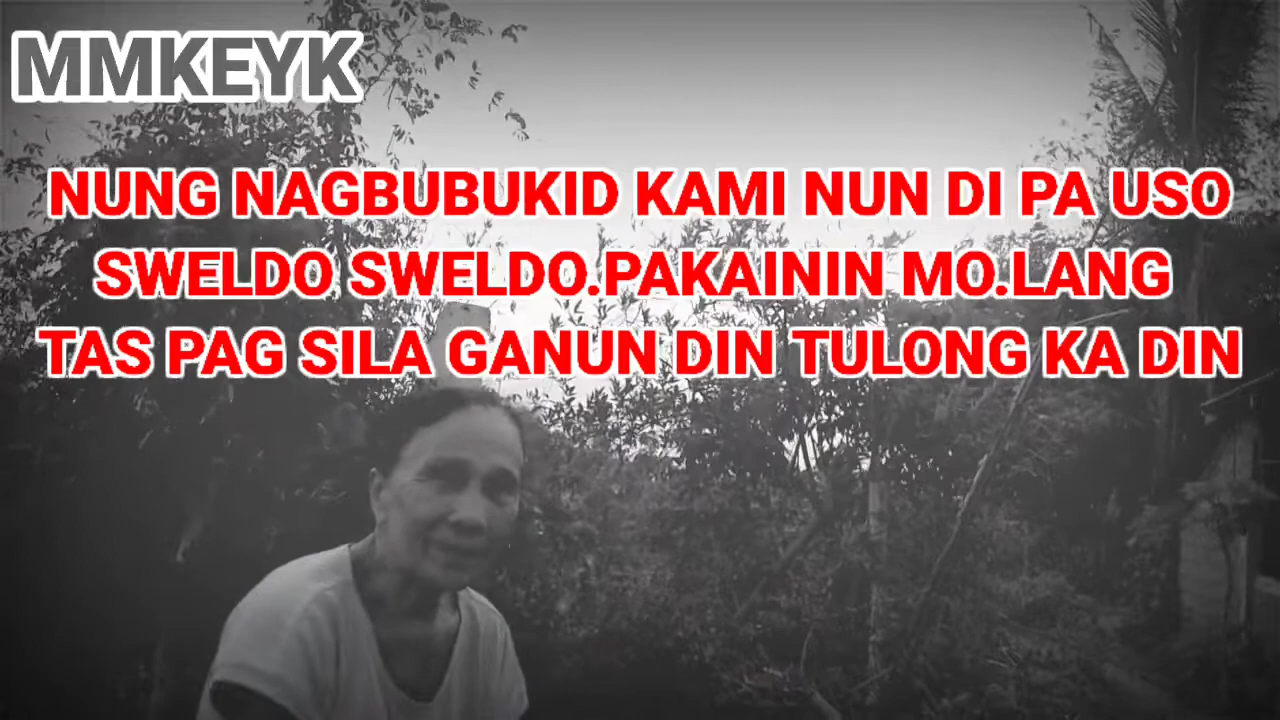 MMKEYK
NUNG NAGBUBUKID KAMI NUN DI PA USO
SWELDO SWELDO.PAKAININ MO.LANG
TAS PAG SILA GANUN DIN TULONG KA DIN